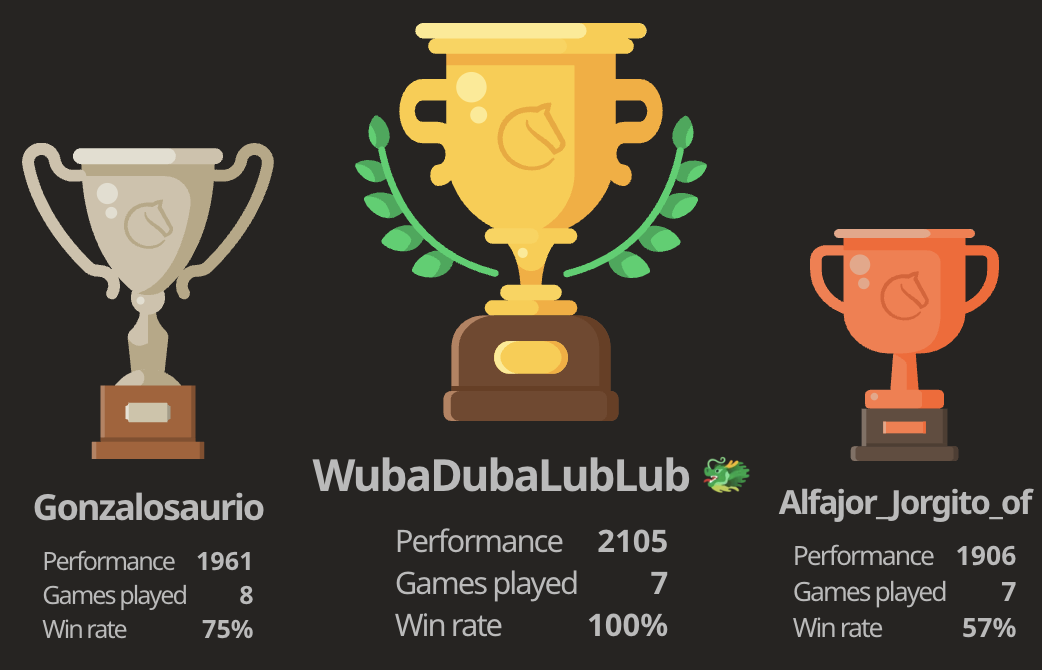 Gonzalosaurio
Performance 1961
Games played 8
Win rate 75%
WubaDubaLubLub
Performance 2105
Games played 7
Win rate 100%
Alfajor_Jorgito_of
Performance 1906
Games played 7
Win rate 57%